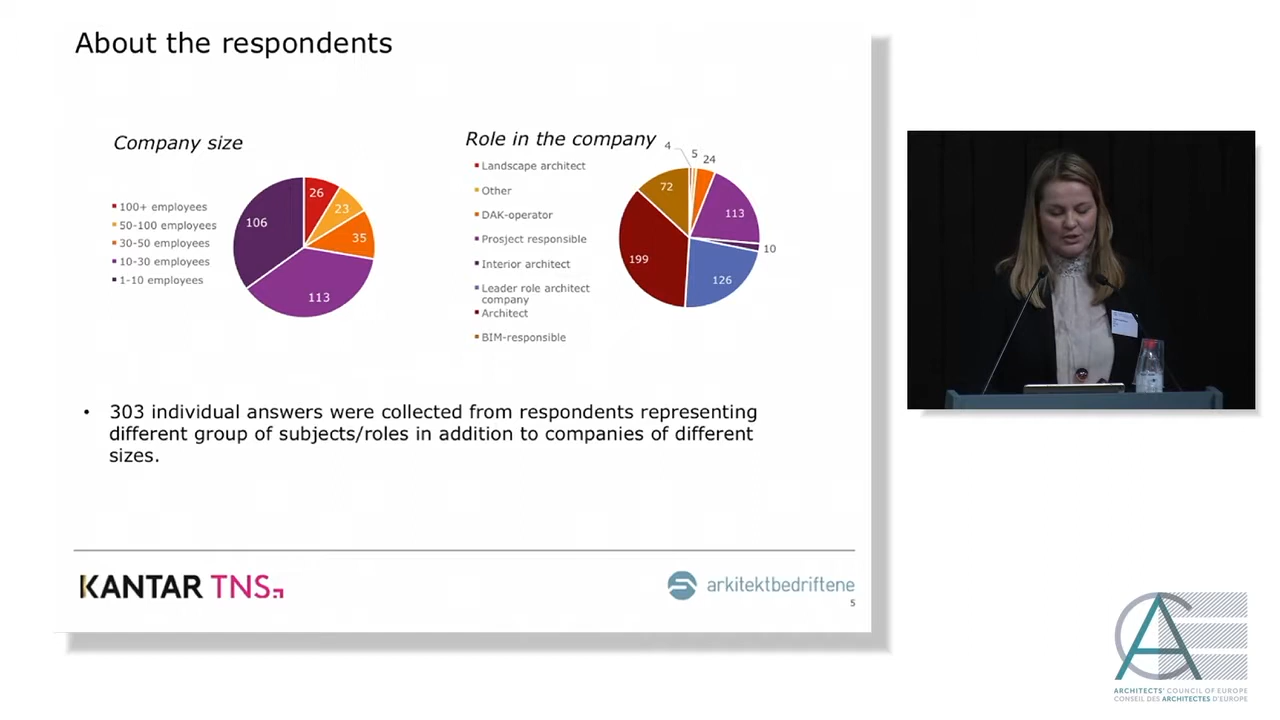 About the respondents
Company size
100+ employees
50-100 employees
30-50 employees
10-30 employees
1-10 employees
26
23
35
113
106
Role in the company
Landscape architect
Other
DAK-operator
Prosject responsible
Interior architect
Leader role architect
company
Architect
BIM-responsible
4
5
24
113
10
126
199
72
• 303 individual answers were collected from respondents representing
different group of subjects/roles in addition to companies of different
sizes.
KANTAR TNS
arkitektbedriftene
5
ACE
ARCHITECTS' COUNCIL OF EUROPE
CONSEIL DES ARCHITECTES D'EUROPE